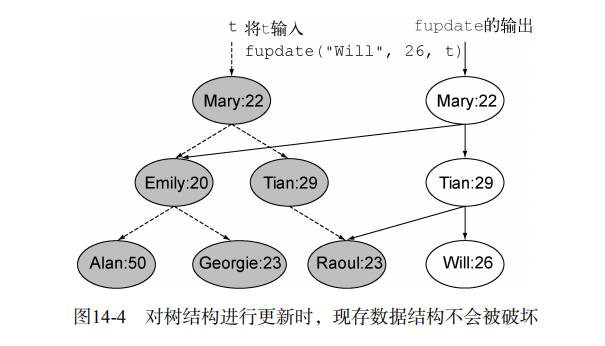 t 将t输入 fupdate的输出
fupdate("Will", 26, t)
Mary:22 Mary:22
Emily:20 Tian:29 Tian:29
Alan:50 Georgie:23 Raoul:23 Will:26
图14-4 对树结构进行更新时，现存数据结构不会被破坏